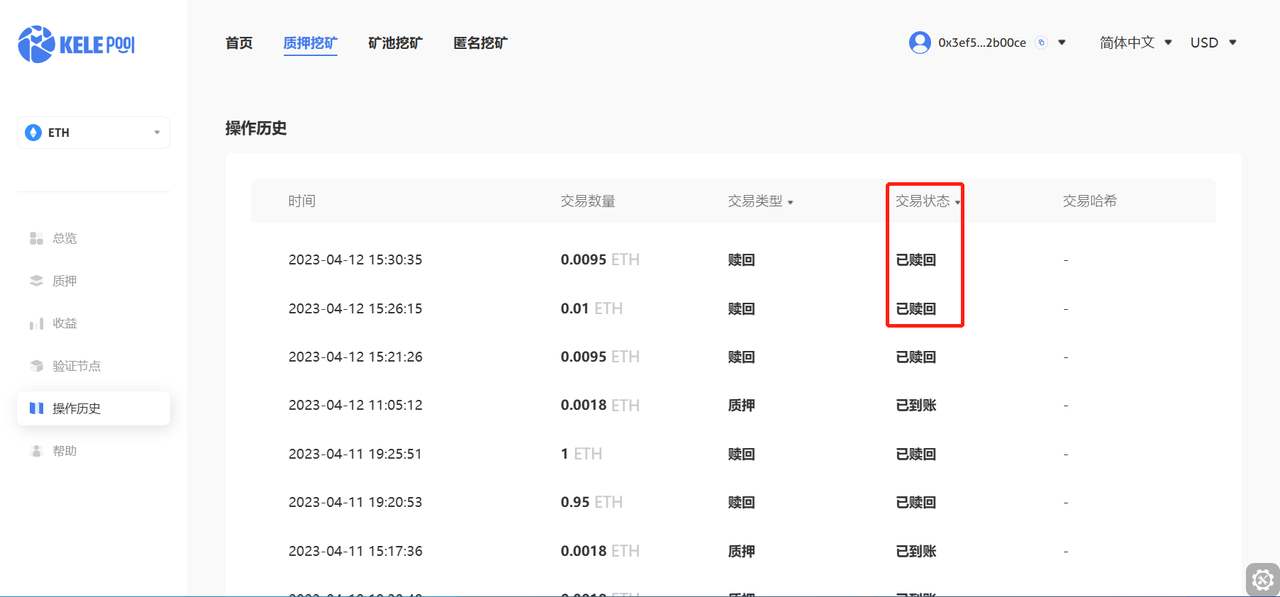 KELE POOL
首页 质押挖矿 矿池挖矿 匿名挖矿 0x3ef5...2b00ce 简体中文 USD
ETH
操作历史
时间 交易数量 交易类型 交易状态 交易哈希
总览
质押
收益
验证节点
操作历史
帮助
2023-04-12 15:30:35 0.0095 ETH 赎回 已赎回 -
2023-04-12 15:26:15 0.01 ETH 赎回 已赎回 -
2023-04-12 15:21:26 0.0095 ETH 赎回 已赎回 -
2023-04-12 11:05:12 0.0018 ETH 质押 已到账 -
2023-04-11 19:25:51 1 ETH 赎回 已赎回 -
2023-04-11 19:20:53 0.95 ETH 赎回 已赎回 -
2023-04-11 15:17:36 0.0018 ETH 质押 已到账 -